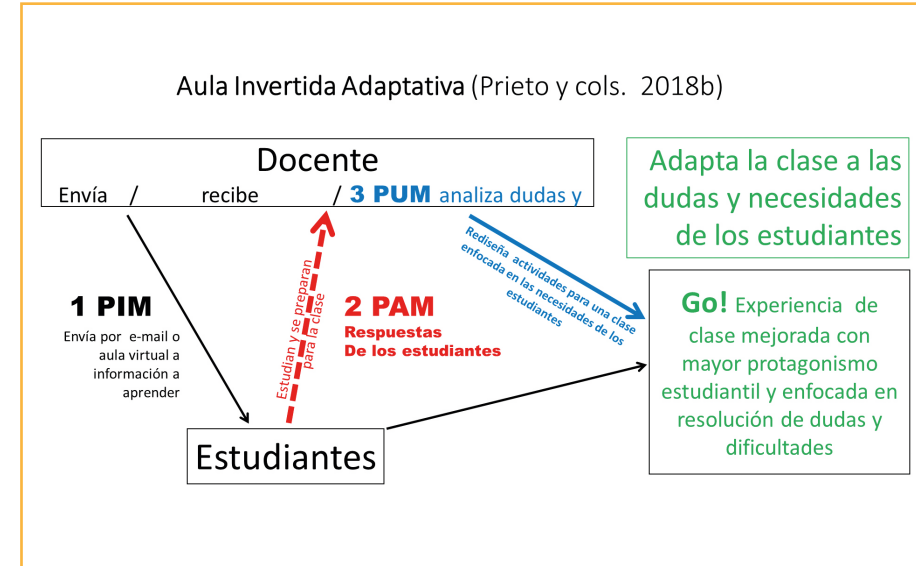 Aula Invertida Adaptativa (Prieto y cols. 2018b)
Docente
Envía / recibe / 3 PUM analiza dudas y
Adapta la clase a las
dudas y necesidades
de los estudiantes
1 PIM
Envía por e-mail o
aula virtual a
información a
aprender
Estudian y se preparan
para la clase
2 PAM
Respuestas
De los estudiantes
Rediseña actividades para una clase
enfocada en las necesidades de los
estudiantes
Go! Experiencia de
clase mejorada con
mayor protagonismo
estudiantil y enfocada en
resolución de dudas y
dificultades
Estudiantes